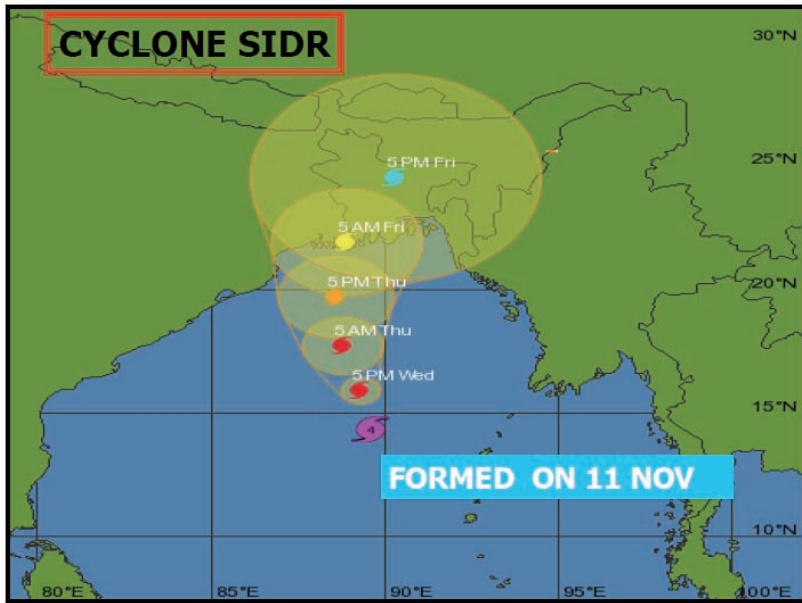 CYCLONE SIDR
30°N
25°N
5 PM Fri
5 AM Fri
5 PM Thu
20°N
5 AM Thu
5 PM Wed
15°N
4
FORMED ON 11 NOV
10°N
80°E 85°E 90°E 95°E 100°E